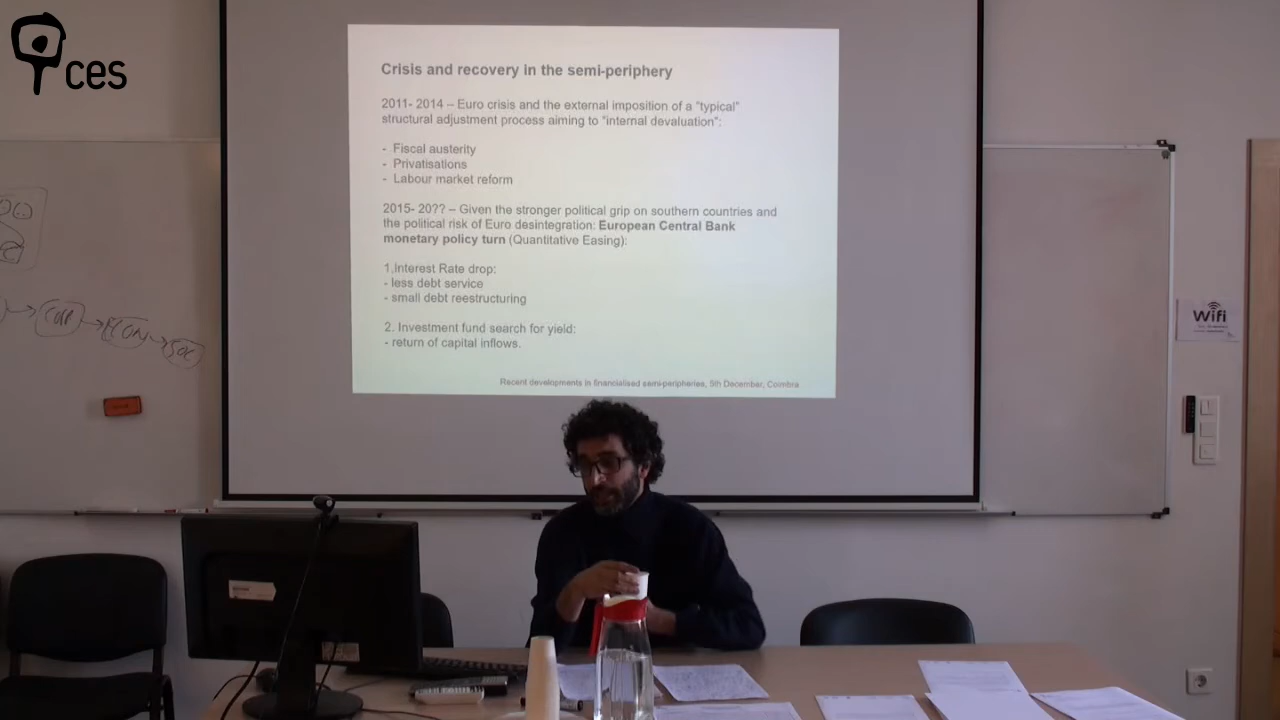 ces
Crisis and recovery in the semi-periphery
2011- 2014 – Euro crisis and the external imposition of a "typical"
structural adjustment process aiming to "internal devaluation":
- Fiscal austerity
- Privatisations
- Labour market reform
2015- 20?? – Given the stronger political grip on southern countries and
the political risk of Euro desintegration: European Central Bank
monetary policy turn (Quantitative Easing):
1.Interest Rate drop:
- less debt service
- small debt reestructuring
2. Investment fund search for yield:
- return of capital inflows.
Recent developments in financialised semi-peripheries, 5th December, Coimbra
Wifi